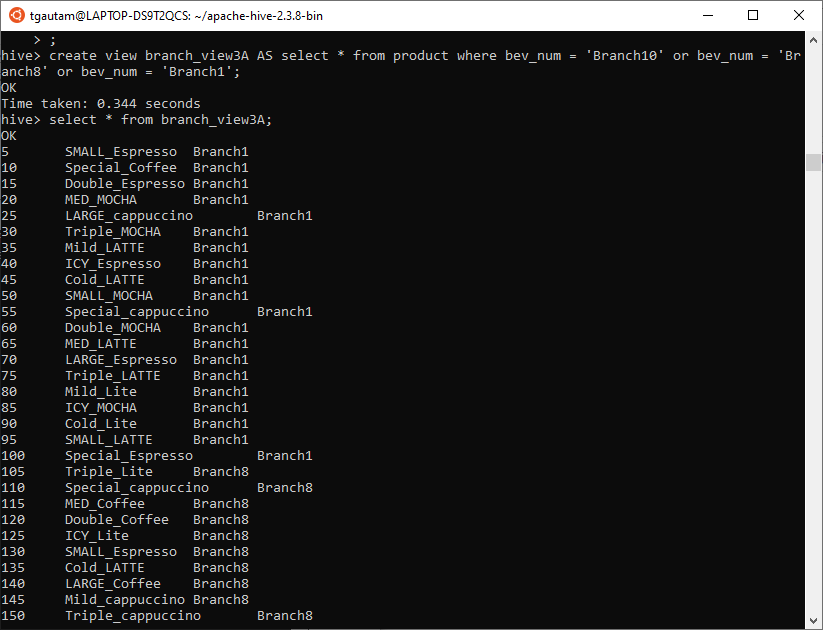 tgautam@LAPTOP-DS9T2QCS: ~/apache-hive-2.3.8-bin
> ;
hive> create view branch_view3A AS select * from product where bev_num = 'Branch10' or bev_num = 'Br
anch8' or bev_num = 'Branch1';
OK
Time taken: 0.344 seconds
hive> select * from branch_view3A;
OK
5 SMALL_Espresso Branch1
10 Special_Coffee Branch1
15 Double_Espresso Branch1
20 MED_MOCHA Branch1
25 LARGE_cappuccino Branch1
30 Triple_MOCHA Branch1
35 Mild_LATTE Branch1
40 ICY_Espresso Branch1
45 Cold_LATTE Branch1
50 SMALL_MOCHA Branch1
55 Special_cappuccino Branch1
60 Double_MOCHA Branch1
65 MED_LATTE Branch1
70 LARGE_Espresso Branch1
75 Triple_LATTE Branch1
80 Mild_Lite Branch1
85 ICY_MOCHA Branch1
90 Cold_Lite Branch1
95 SMALL_LATTE Branch1
100 Special_Espresso Branch1
105 Triple_Lite Branch8
110 Special_cappuccino Branch8
115 MED_Coffee Branch8
120 Double_Coffee Branch8
125 ICY_Lite Branch8
130 SMALL_Espresso Branch8
135 Cold_LATTE Branch8
140 LARGE_Coffee Branch8
145 Mild_cappuccino Branch8
150 Triple_cappuccino Branch8